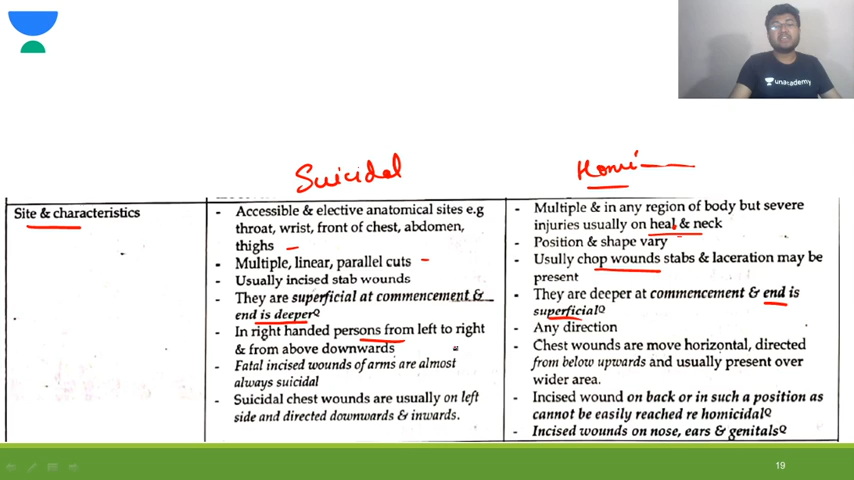 unacademy
Suicidal
Homi
Site & characteristics
- Accessible & elective anatomical sites e.g
throat, wrist, front of chest, abdomen,
thighs
- Multiple, linear, parallel cuts
- Usually incised stab wounds
- They are superficial at commencement &
end is deeperQ
- In right handed persons from left to right
& from above downwards
- Fatal incised wounds of arms are almost
always suicidal
- Suicidal chest wounds are usually on left
side and directed downwards & inwards.
- Multiple & in any region of body but severe
injuries usually on heal & neck
- Position & shape vary
- Usully chop wounds stabs & laceration may be
present
- They are deeper at commencement & end is
superficialQ
- Any direction
- Chest wounds are move horizontal, directed
from below upwards and usually present over
wider area.
- Incised wound on back or in such a position as
cannot be easily reached re homicidalQ
- Incised wounds on nose, ears & genitalsQ
19